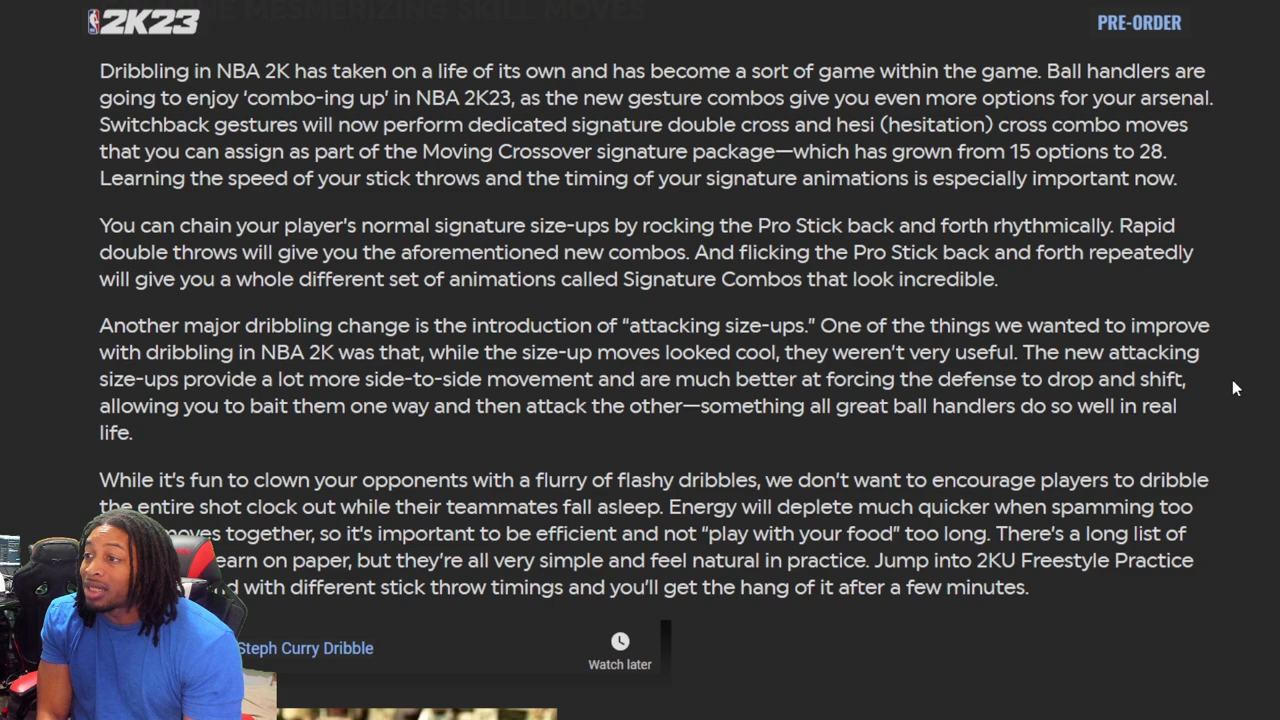 THE MESMERIZING SKILL MOVES
NBA 2K23
PRE-ORDER
Dribbling in NBA 2K has taken on a life of its own and has become a sort of game within the game. Ball handlers are
going to enjoy ‘combo-ing up’ in NBA 2K23, as the new gesture combos give you even more options for your arsenal.
Switchback gestures will now perform dedicated signature double cross and hesi (hesitation) cross combo moves
that you can assign as part of the Moving Crossover signature package—which has grown from 15 options to 28.
Learning the speed of your stick throws and the timing of your signature animations is especially important now.
You can chain your player’s normal signature size-ups by rocking the Pro Stick back and forth rhythmically. Rapid
double throws will give you the aforementioned new combos. And flicking the Pro Stick back and forth repeatedly
will give you a whole different set of animations called Signature Combos that look incredible.
Another major dribbling change is the introduction of “attacking size-ups.” One of the things we wanted to improve
with dribbling in NBA 2K was that, while the size-up moves looked cool, they weren’t very useful. The new attacking
size-ups provide a lot more side-to-side movement and are much better at forcing the defense to drop and shift,
allowing you to bait them one way and then attack the other—something all great ball handlers do so well in real
life.
While it’s fun to clown your opponents with a flurry of flashy dribbles, we don’t want to encourage players to dribble
the entire shot clock out while their teammates fall asleep. Energy will deplete much quicker when spamming too
moves together, so it’s important to be efficient and not “play with your food” too long. There’s a long list of
earn on paper, but they’re all very simple and feel natural in practice. Jump into 2KU Freestyle Practice
with different stick throw timings and you’ll get the hang of it after a few minutes.
Steph Curry Dribble
Watch later